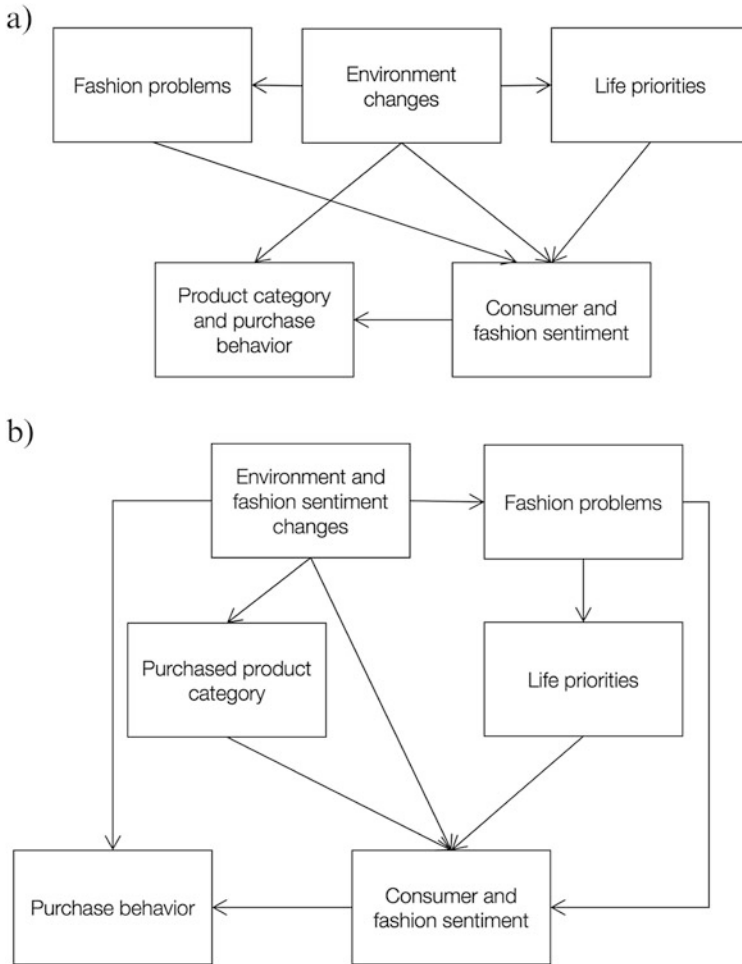 a)
Fashion problems
Environment
changes
Life priorities
Product category
and purchase
behavior
Consumer and
fashion sentiment
b)
Environment and
fashion sentiment
changes
Fashion problems
Purchased product
category
Life priorities
Purchase behavior
Consumer and
fashion sentiment